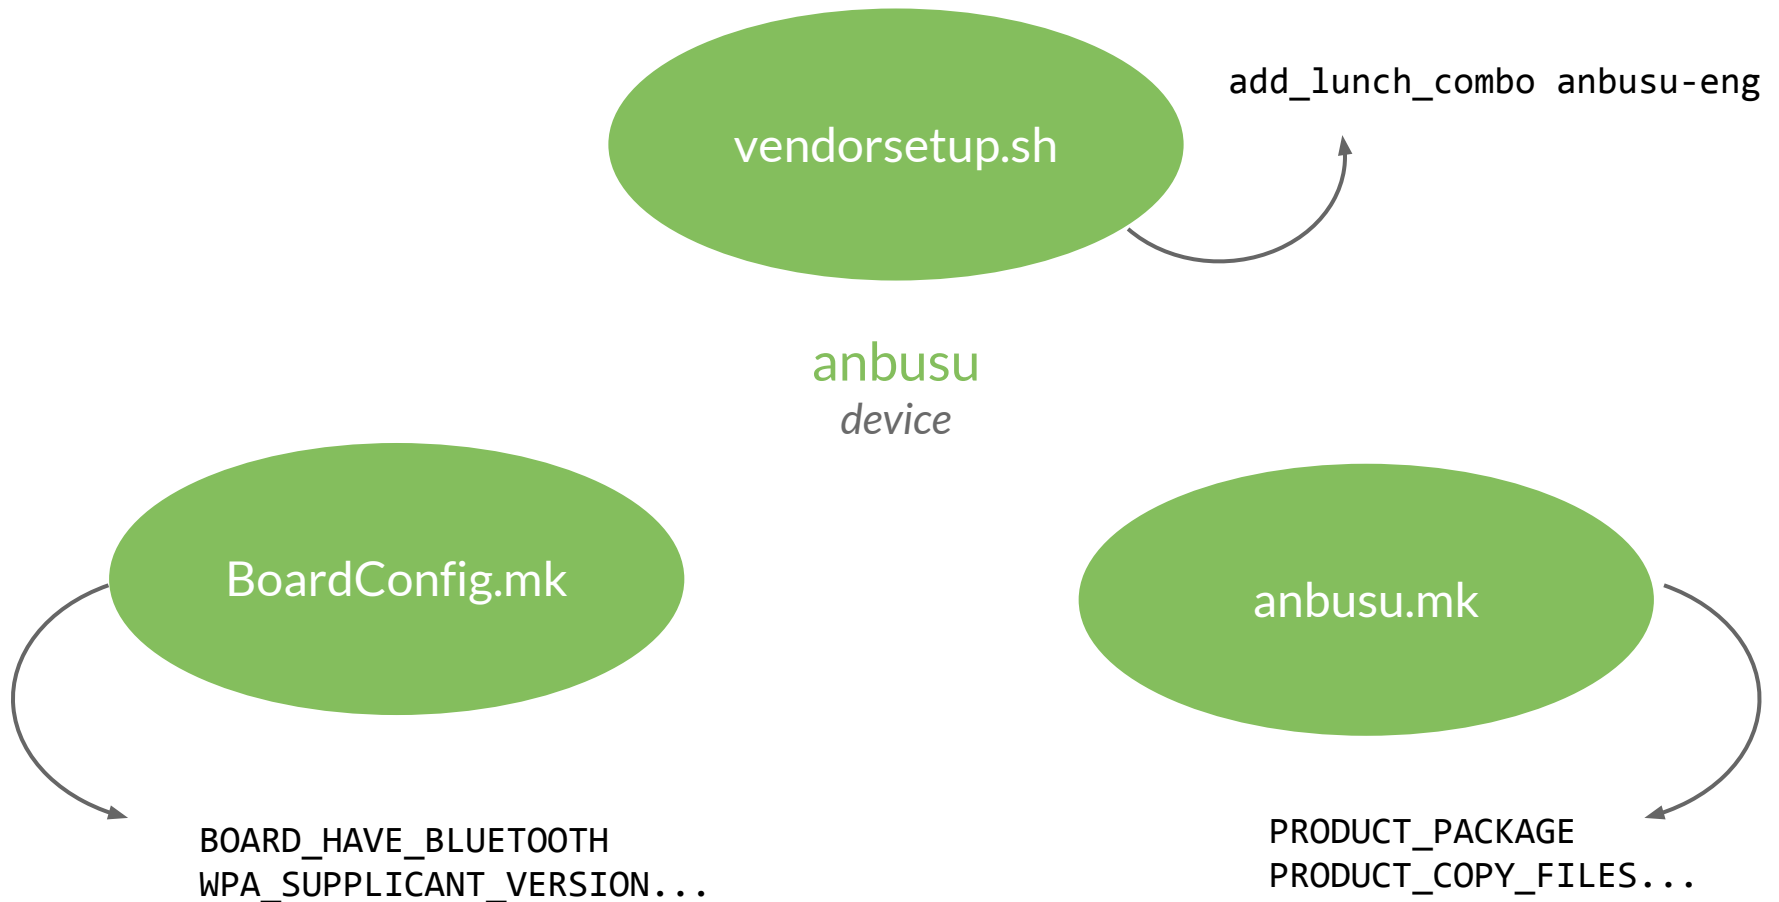 vendorsetup.sh
add_lunch_combo anbusu-eng
anbusu
device
BoardConfig.mk
anbusu.mk
BOARD_HAVE_BLUETOOTH
WPA_SUPPLICANT_VERSION...
PRODUCT_PACKAGE
PRODUCT_COPY_FILES...